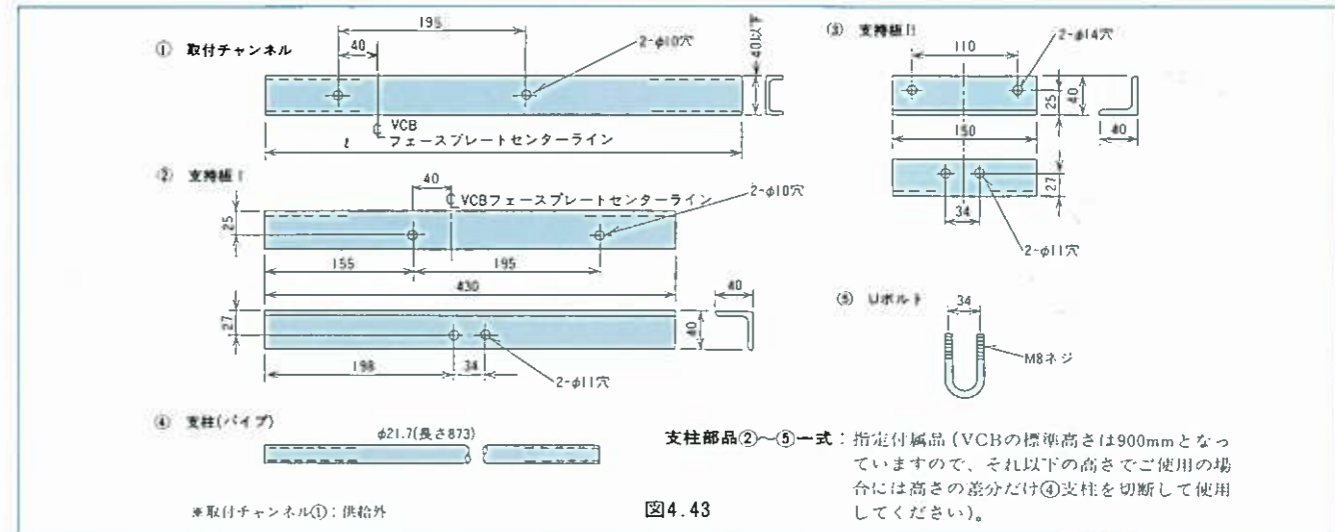 ① 取付チャンネル
195
40
2-φ10穴
40以下
VCB
フェースプレートセンターライン
ℓ
② 支持板Ⅰ
40
VCBフェースプレートセンターライン
2-φ10穴
25
155
195
430
27
40
40
198
34
2-φ11穴
③ 支持板Ⅱ
110
2-φ14穴
25
40
150
40
27
34
2-φ11穴
④ 支柱(パイプ)
φ21.7(長さ873)
⑤ Uボルト
34
M8ネジ
支柱部品②〜⑤一式：指定付属品(VCBの標準高さは900mmとなっ
ていますので、それ以下の高さでご使用の場
合には高さの差分だけ④支柱を切断して使用
してください)。
※取付チャンネル①：供給外
図4.43